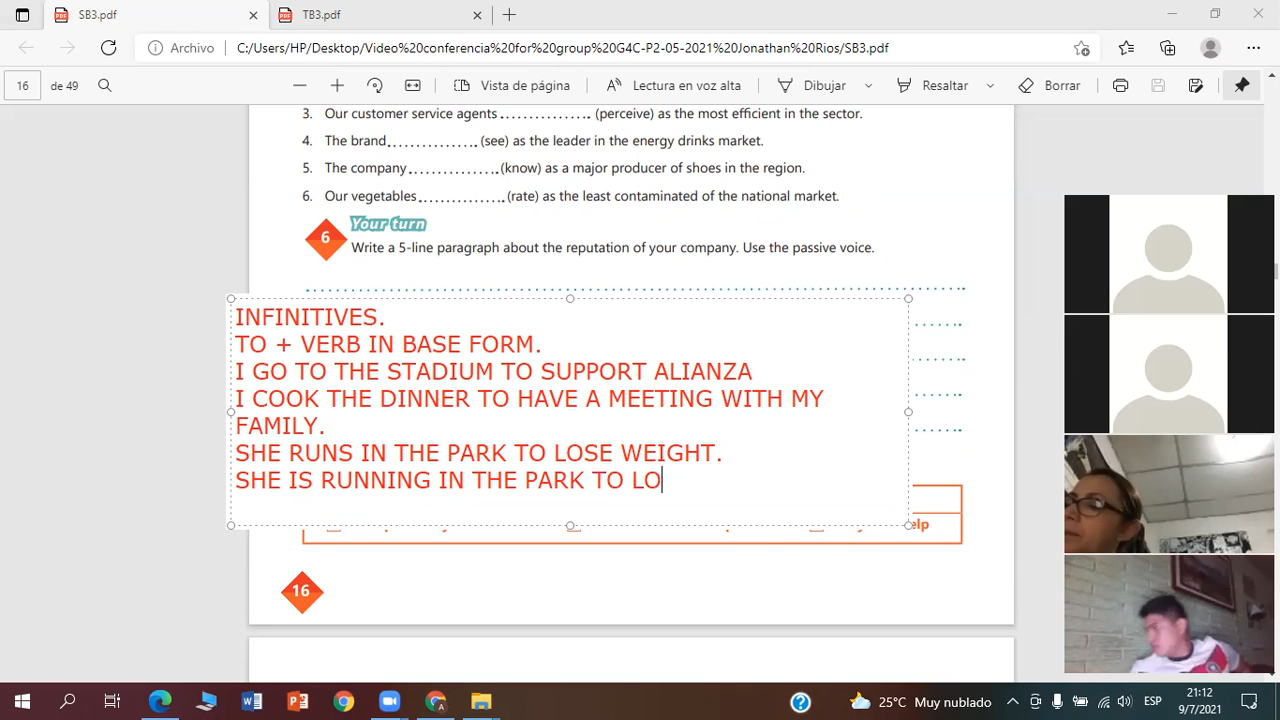 SB3.pdf
TB3.pdf
Archivo
C:/Users/HP/Desktop/Video%20conferencia%20for%20group%20G4C-P2-05-2021%20Jonathan%20Rios/SB3.pdf
16 de 49
Vista de página
A Lectura en voz alta
Dibujar
Resaltar
Borrar
3. Our customer service agents .............. (perceive) as the most efficient in the sector.
4. The brand .............. (see) as the leader in the energy drinks market.
5. The company .............. (know) as a major producer of shoes in the region.
6. Our vegetables .............. (rate) as the least contaminated of the national market.
Your turn
6 Write a 5-line paragraph about the reputation of your company. Use the passive voice.
INFINITIVES.
TO + VERB IN BASE FORM.
I GO TO THE STADIUM TO SUPPORT ALIANZA
I COOK THE DINNER TO HAVE A MEETING WITH MY
FAMILY.
SHE RUNS IN THE PARK TO LOSE WEIGHT.
SHE IS RUNNING IN THE PARK TO LO
16
25°C Muy nublado
ESP
21:12
9/7/2021